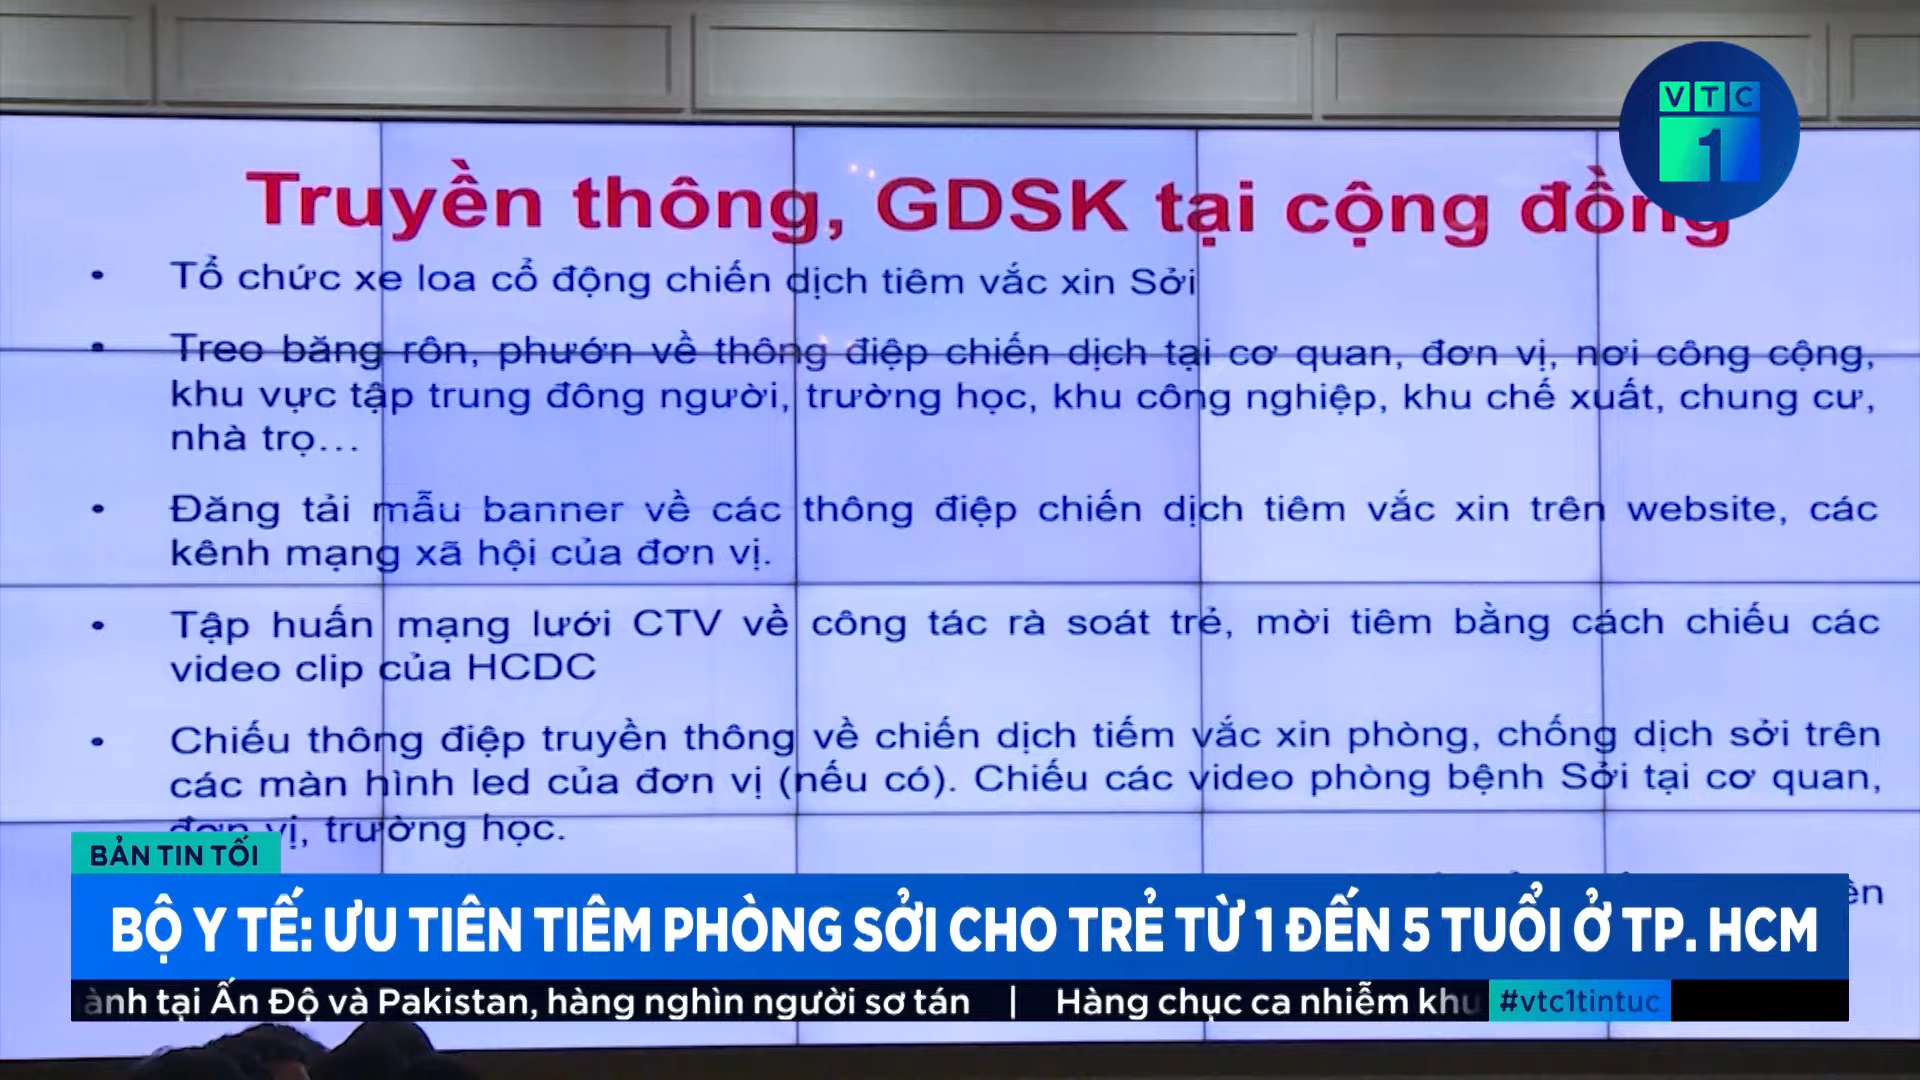 VTC
1
Truyền thông, GDSK tại cộng đồng
• Tổ chức xe loa cổ động chiến dịch tiêm vắc xin Sởi
• Treo băng rôn, phướn về thông điệp chiến dịch tại cơ quan, đơn vị, nơi công cộng,
khu vực tập trung đông người, trường học, khu công nghiệp, khu chế xuất, chung cư,
nhà trọ...
• Đăng tải mẫu banner về các thông điệp chiến dịch tiêm vắc xin trên website, các
kênh mạng xã hội của đơn vị.
• Tập huấn mạng lưới CTV về công tác rà soát trẻ, mời tiêm bằng cách chiếu các
video clip của HCDC
• Chiếu thông điệp truyền thông về chiến dịch tiếm vắc xin phòng, chống dịch sởi trên
các màn hình led của đơn vị (nếu có). Chiếu các video phòng bệnh Sởi tại cơ quan,
đơn vị, trường học.
BẢN TIN TỐI
BỘ Y TẾ: ƯU TIÊN TIÊM PHÒNG SỞI CHO TRẺ TỪ 1 ĐẾN 5 TUỔI Ở TP. HCM
ành tại Ấn Độ và Pakistan, hàng nghìn người sơ tán | Hàng chục ca nhiễm khu #vtc1tintuc